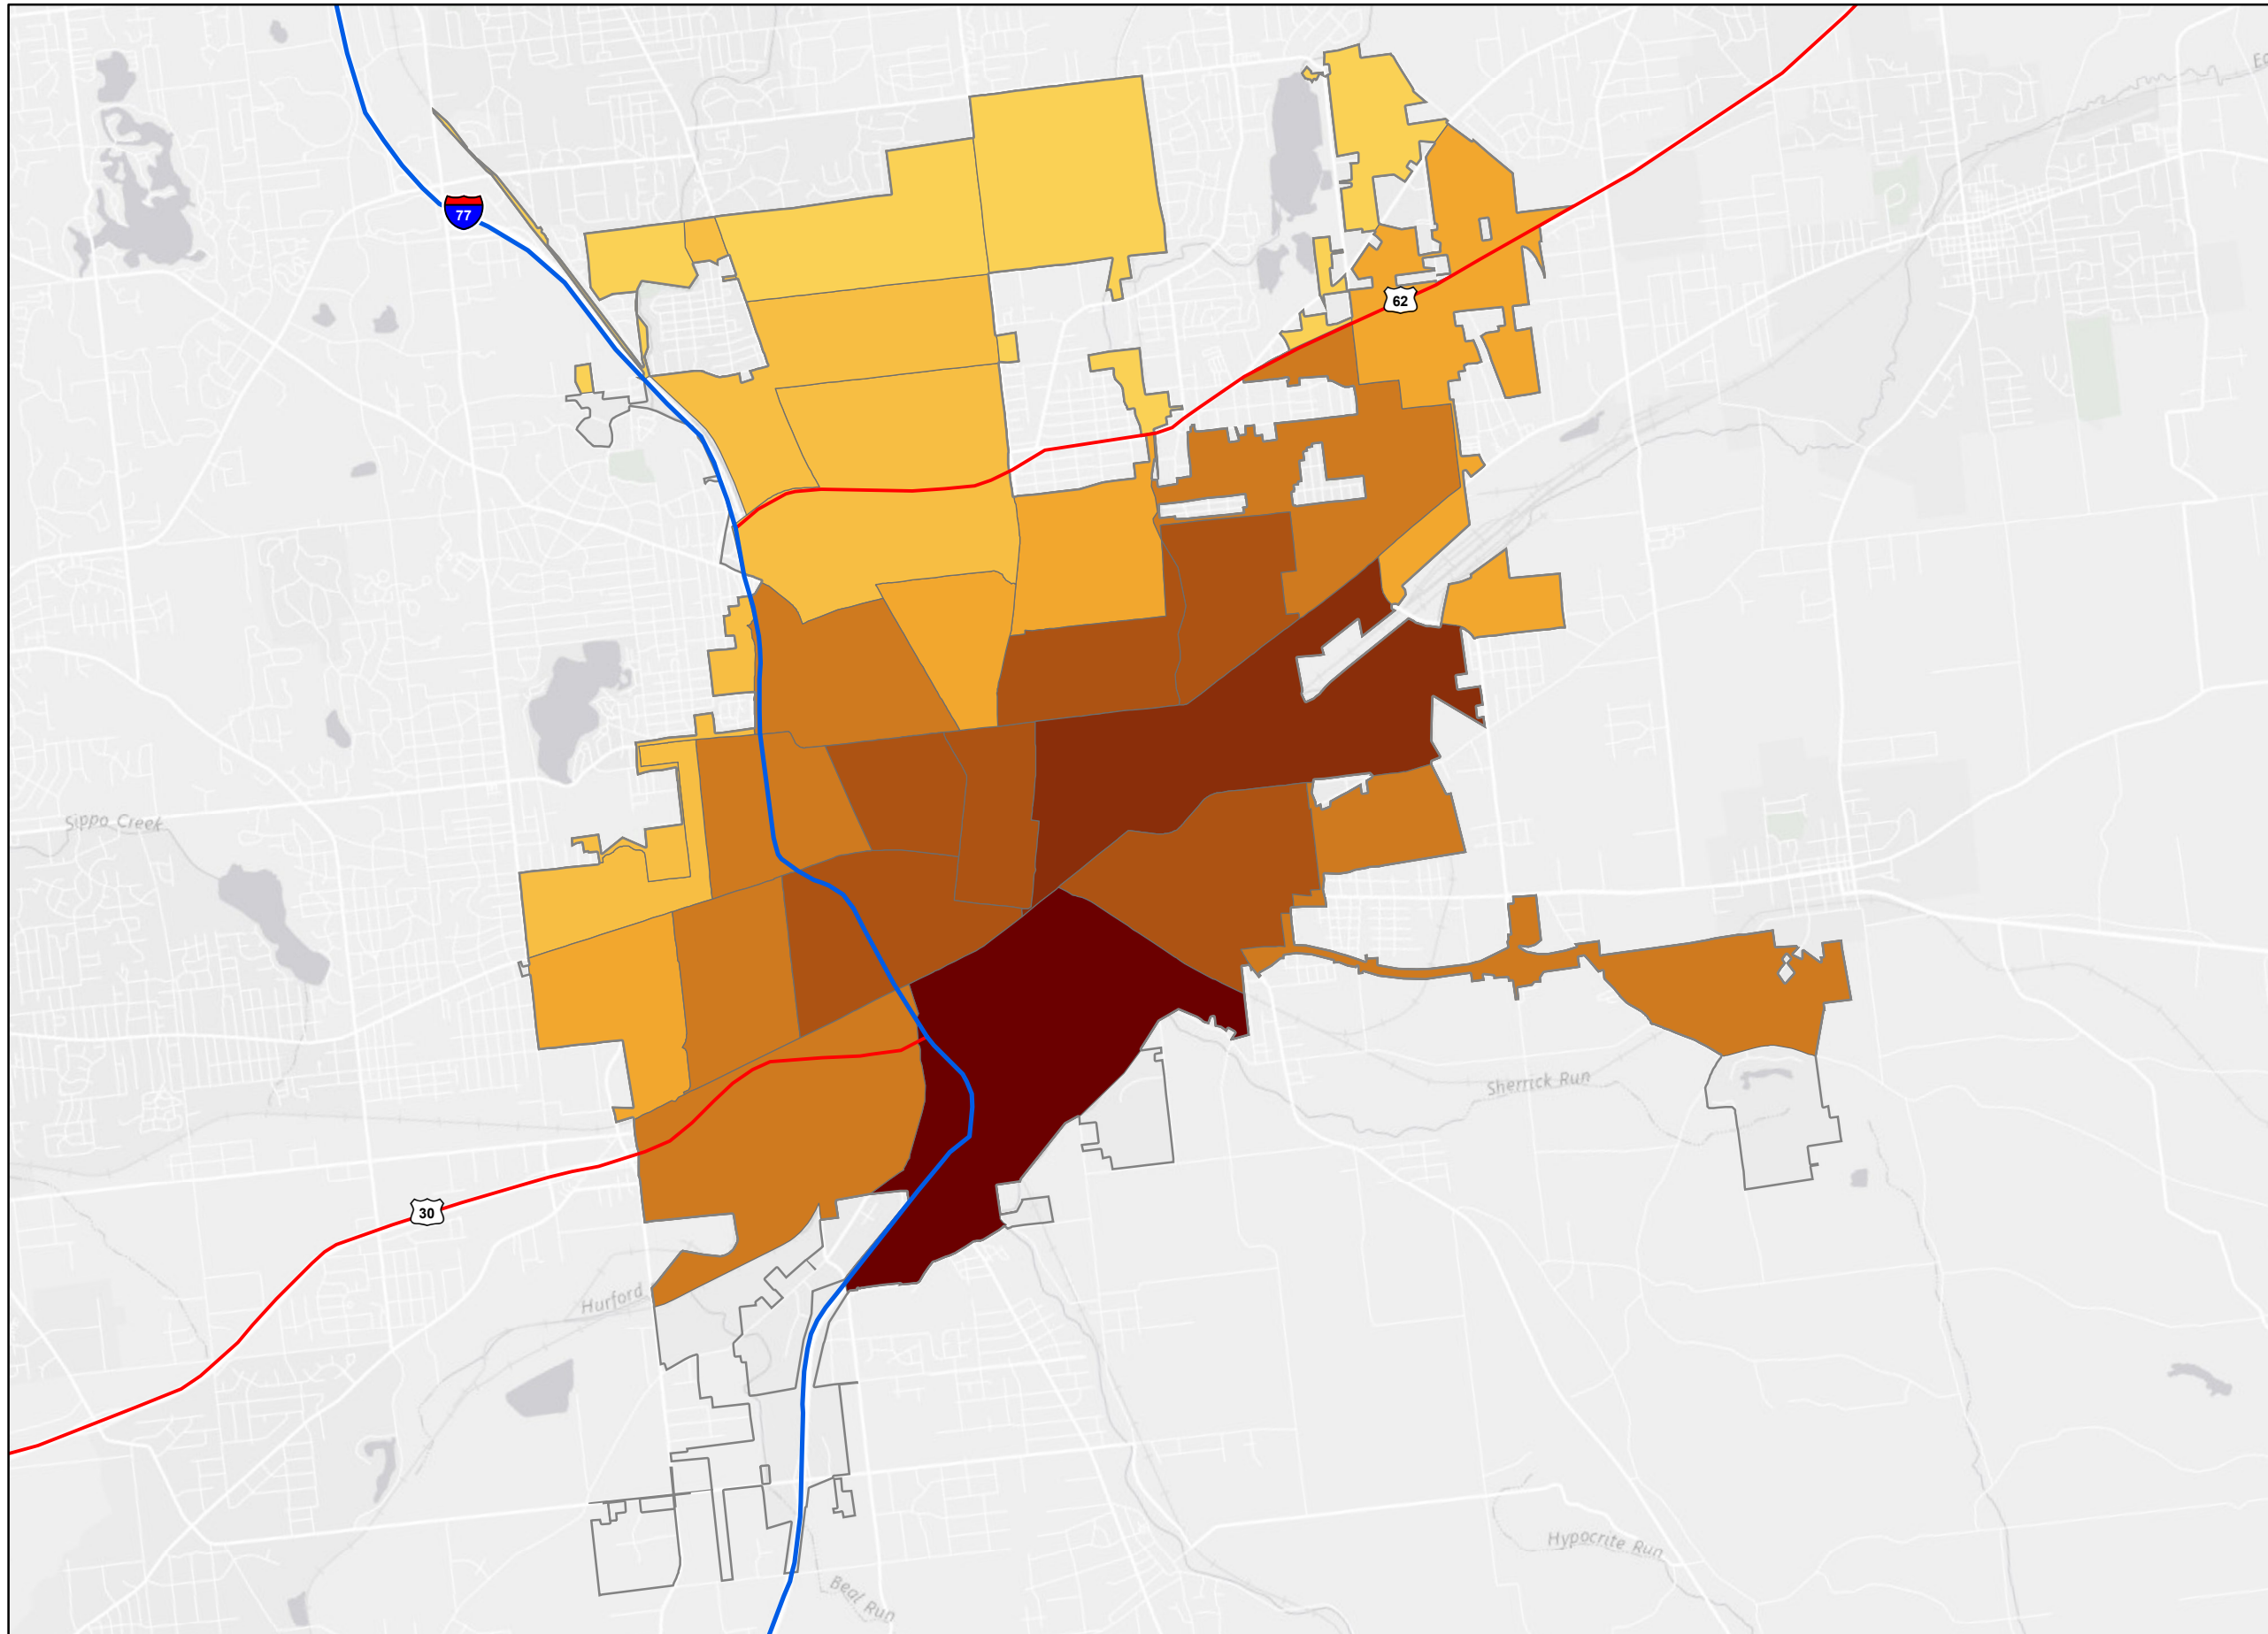 77
62
Sippo Creek
Sherrick Run
30
Hurford
Hypocrite Run
Beal Run